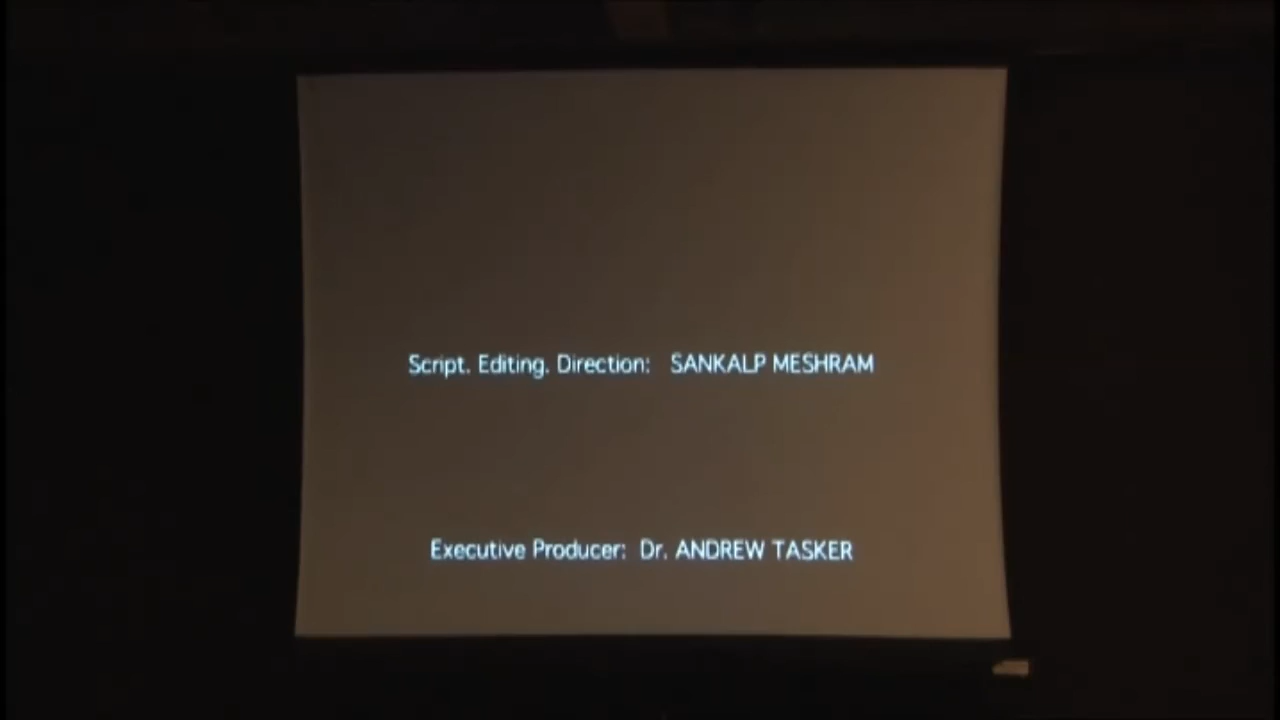 Script. Editing. Direction: SANKALP MESHRAM
Executive Producer: Dr. ANDREW TASKER